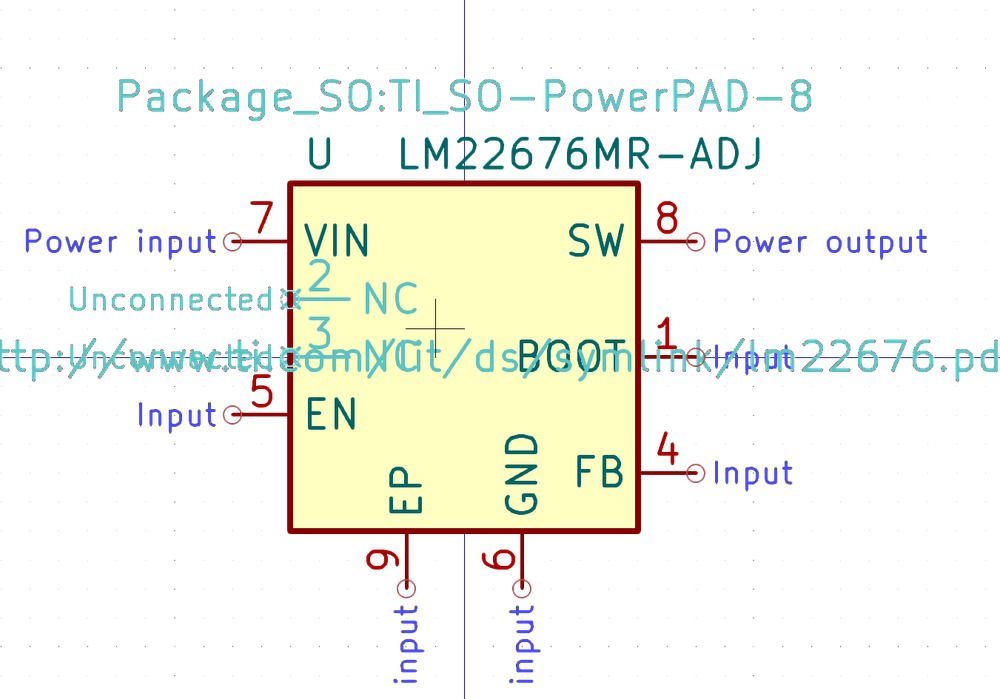 Package_SO:TI_SO-PowerPAD-8
U LM22676MR-ADJ
7 8
Power input VIN SW Power output
2
Unconnected NC
3 1
ttp://www.ti.com/lit/ds/symlink/lm22676.pd
Unconnected NC BOOT Input
5
Input EN
4
FB Input
EP GND
9 6
input input